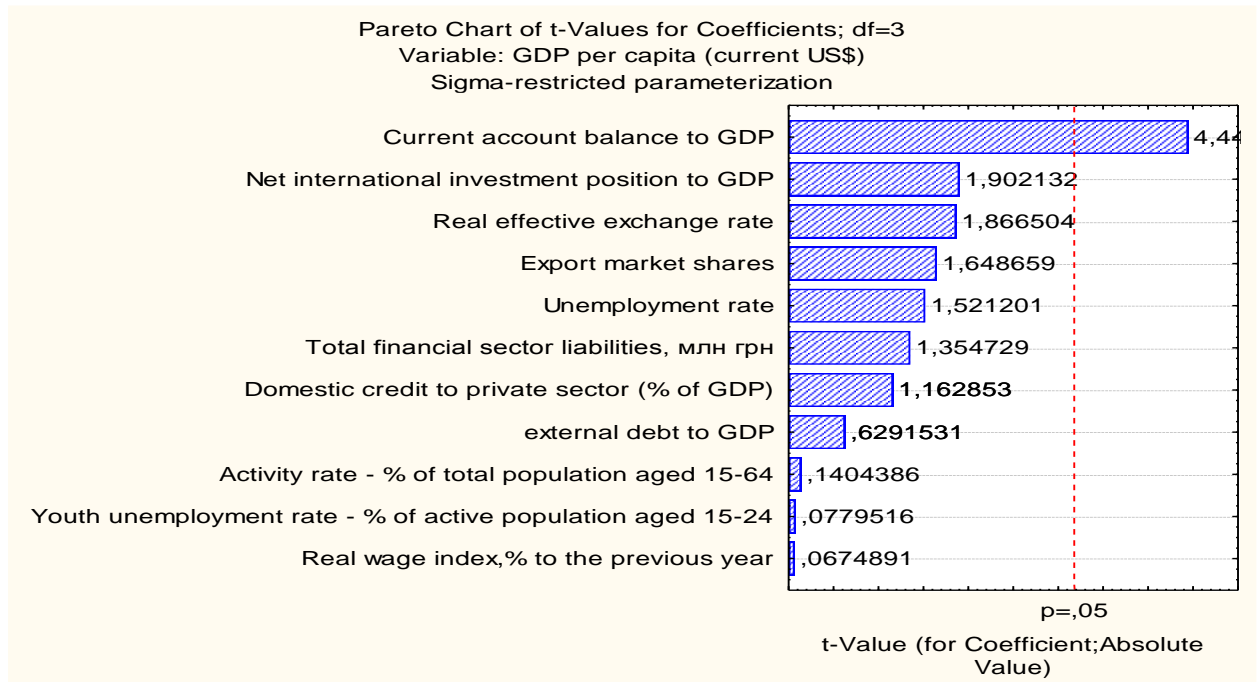 Pareto Chart of t-Values for Coefficients; df=3
Variable: GDP per capita (current US$)
Sigma-restricted parameterization
Current account balance to GDP 4,44
Net international investment position to GDP 1,902132
Real effective exchange rate 1,866504
Export market shares 1,648659
Unemployment rate 1,521201
Total financial sector liabilities, млн грн 1,354729
Domestic credit to private sector (% of GDP) 1,162853
external debt to GDP ,6291531
Activity rate - % of total population aged 15-64 ,1404386
Youth unemployment rate - % of active population aged 15-24 ,0779516
Real wage index,% to the previous year ,0674891
p=,05
t-Value (for Coefficient;Absolute
Value)